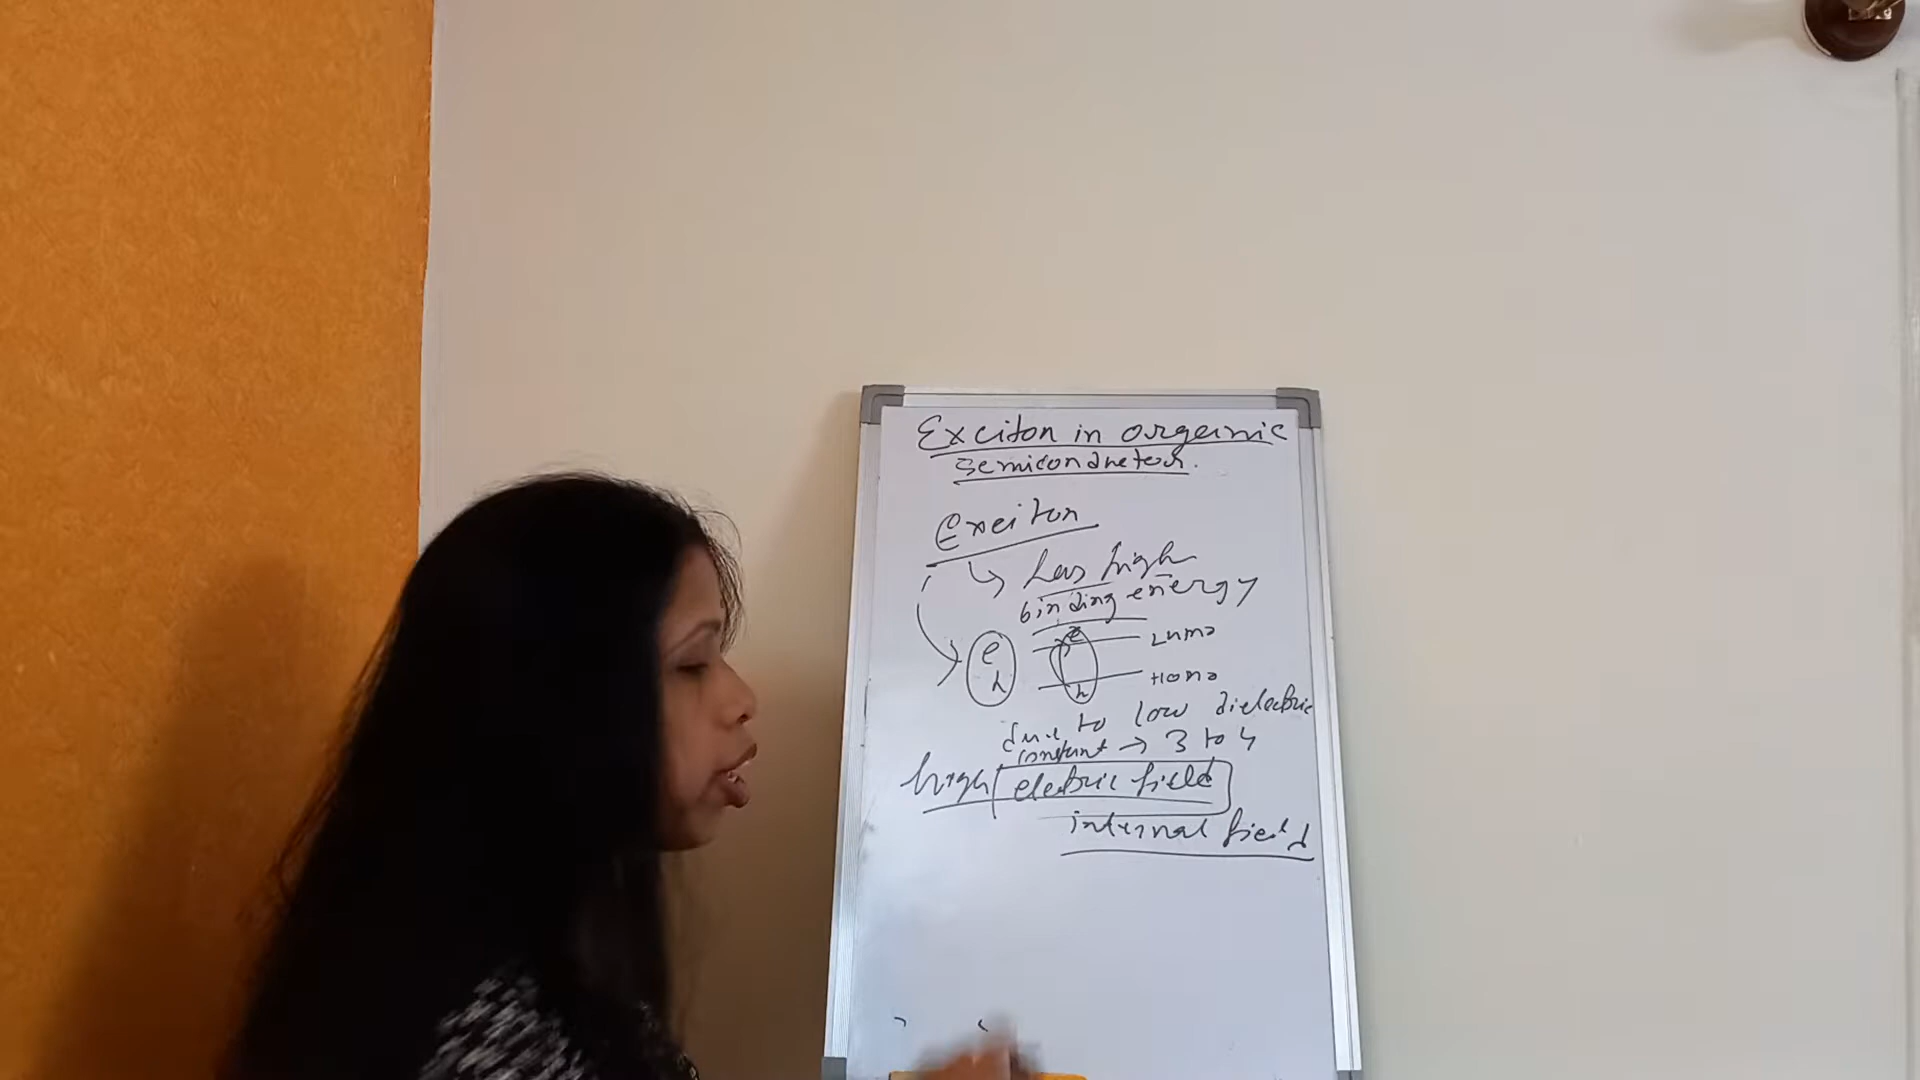 Exciton in organic
semiconductor.
Exciton
has high
binding energy
e
h
e
h
LUMO
HOMO
due to low dielectric
constant → 3 to 4
high electric field
internal field